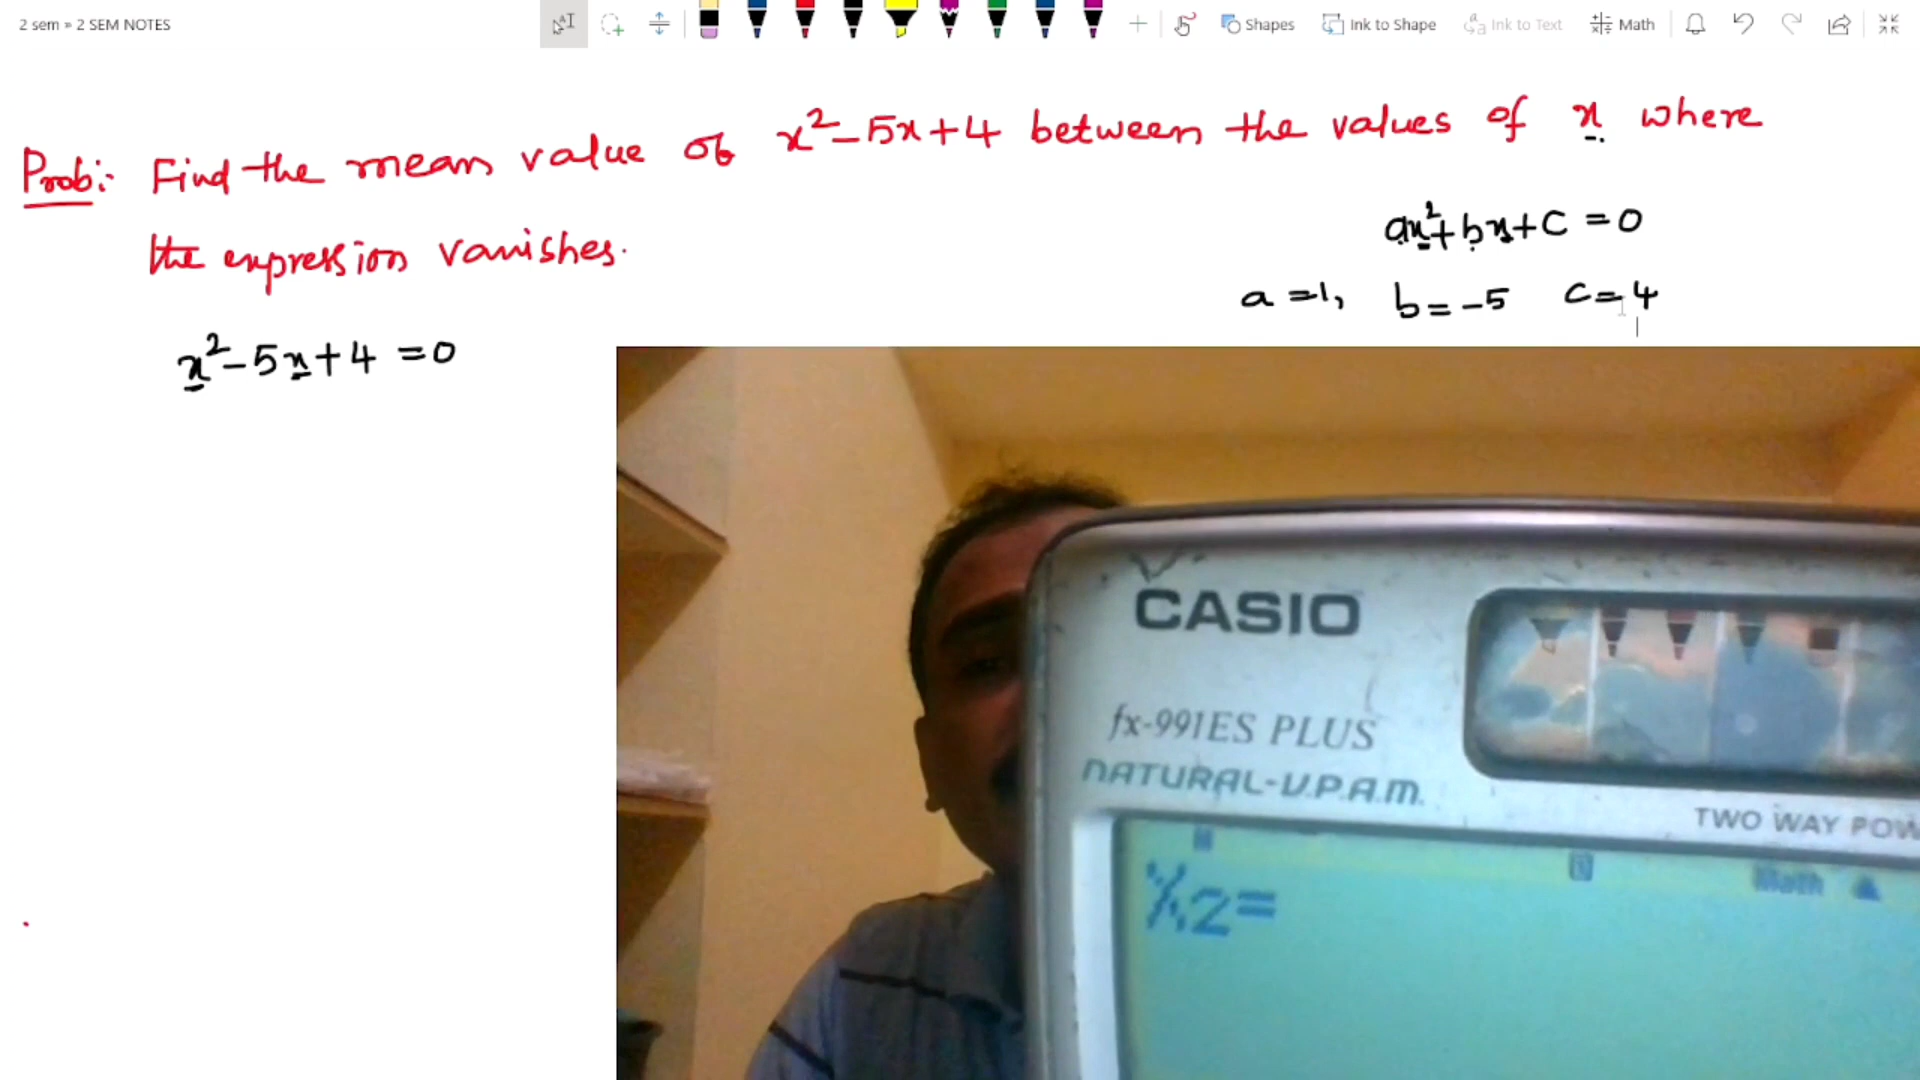 2 sem » 2 SEM NOTES
Shapes
Ink to Shape
Ink to Text
Math
Prob:- Find the mean value of x²-5x+4 between the values of x where
the expression vanishes.
ax²+bx+c = 0
a = 1, b = -5 c = 4
x²-5x+4 = 0
CASIO
fx-991ES PLUS
NATURAL-V.P.A.M.
TWO WAY POW
X2=
Math